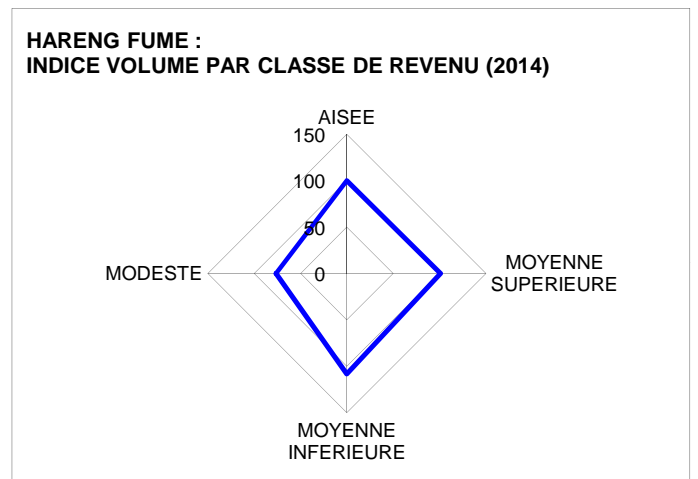 HARENG FUME :
INDICE VOLUME PAR CLASSE DE REVENU (2014)
AISEE
150
100
50
0
MODESTE
MOYENNE
SUPERIEURE
MOYENNE
INFERIEURE